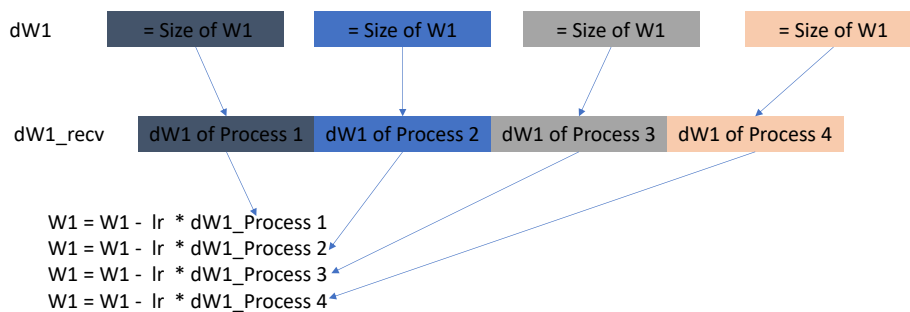 dW1 = Size of W1 = Size of W1 = Size of W1 = Size of W1
dW1_recv dW1 of Process 1 dW1 of Process 2 dW1 of Process 3 dW1 of Process 4
W1 = W1 - lr * dW1_Process 1
W1 = W1 - lr * dW1_Process 2
W1 = W1 - lr * dW1_Process 3
W1 = W1 - lr * dW1_Process 4